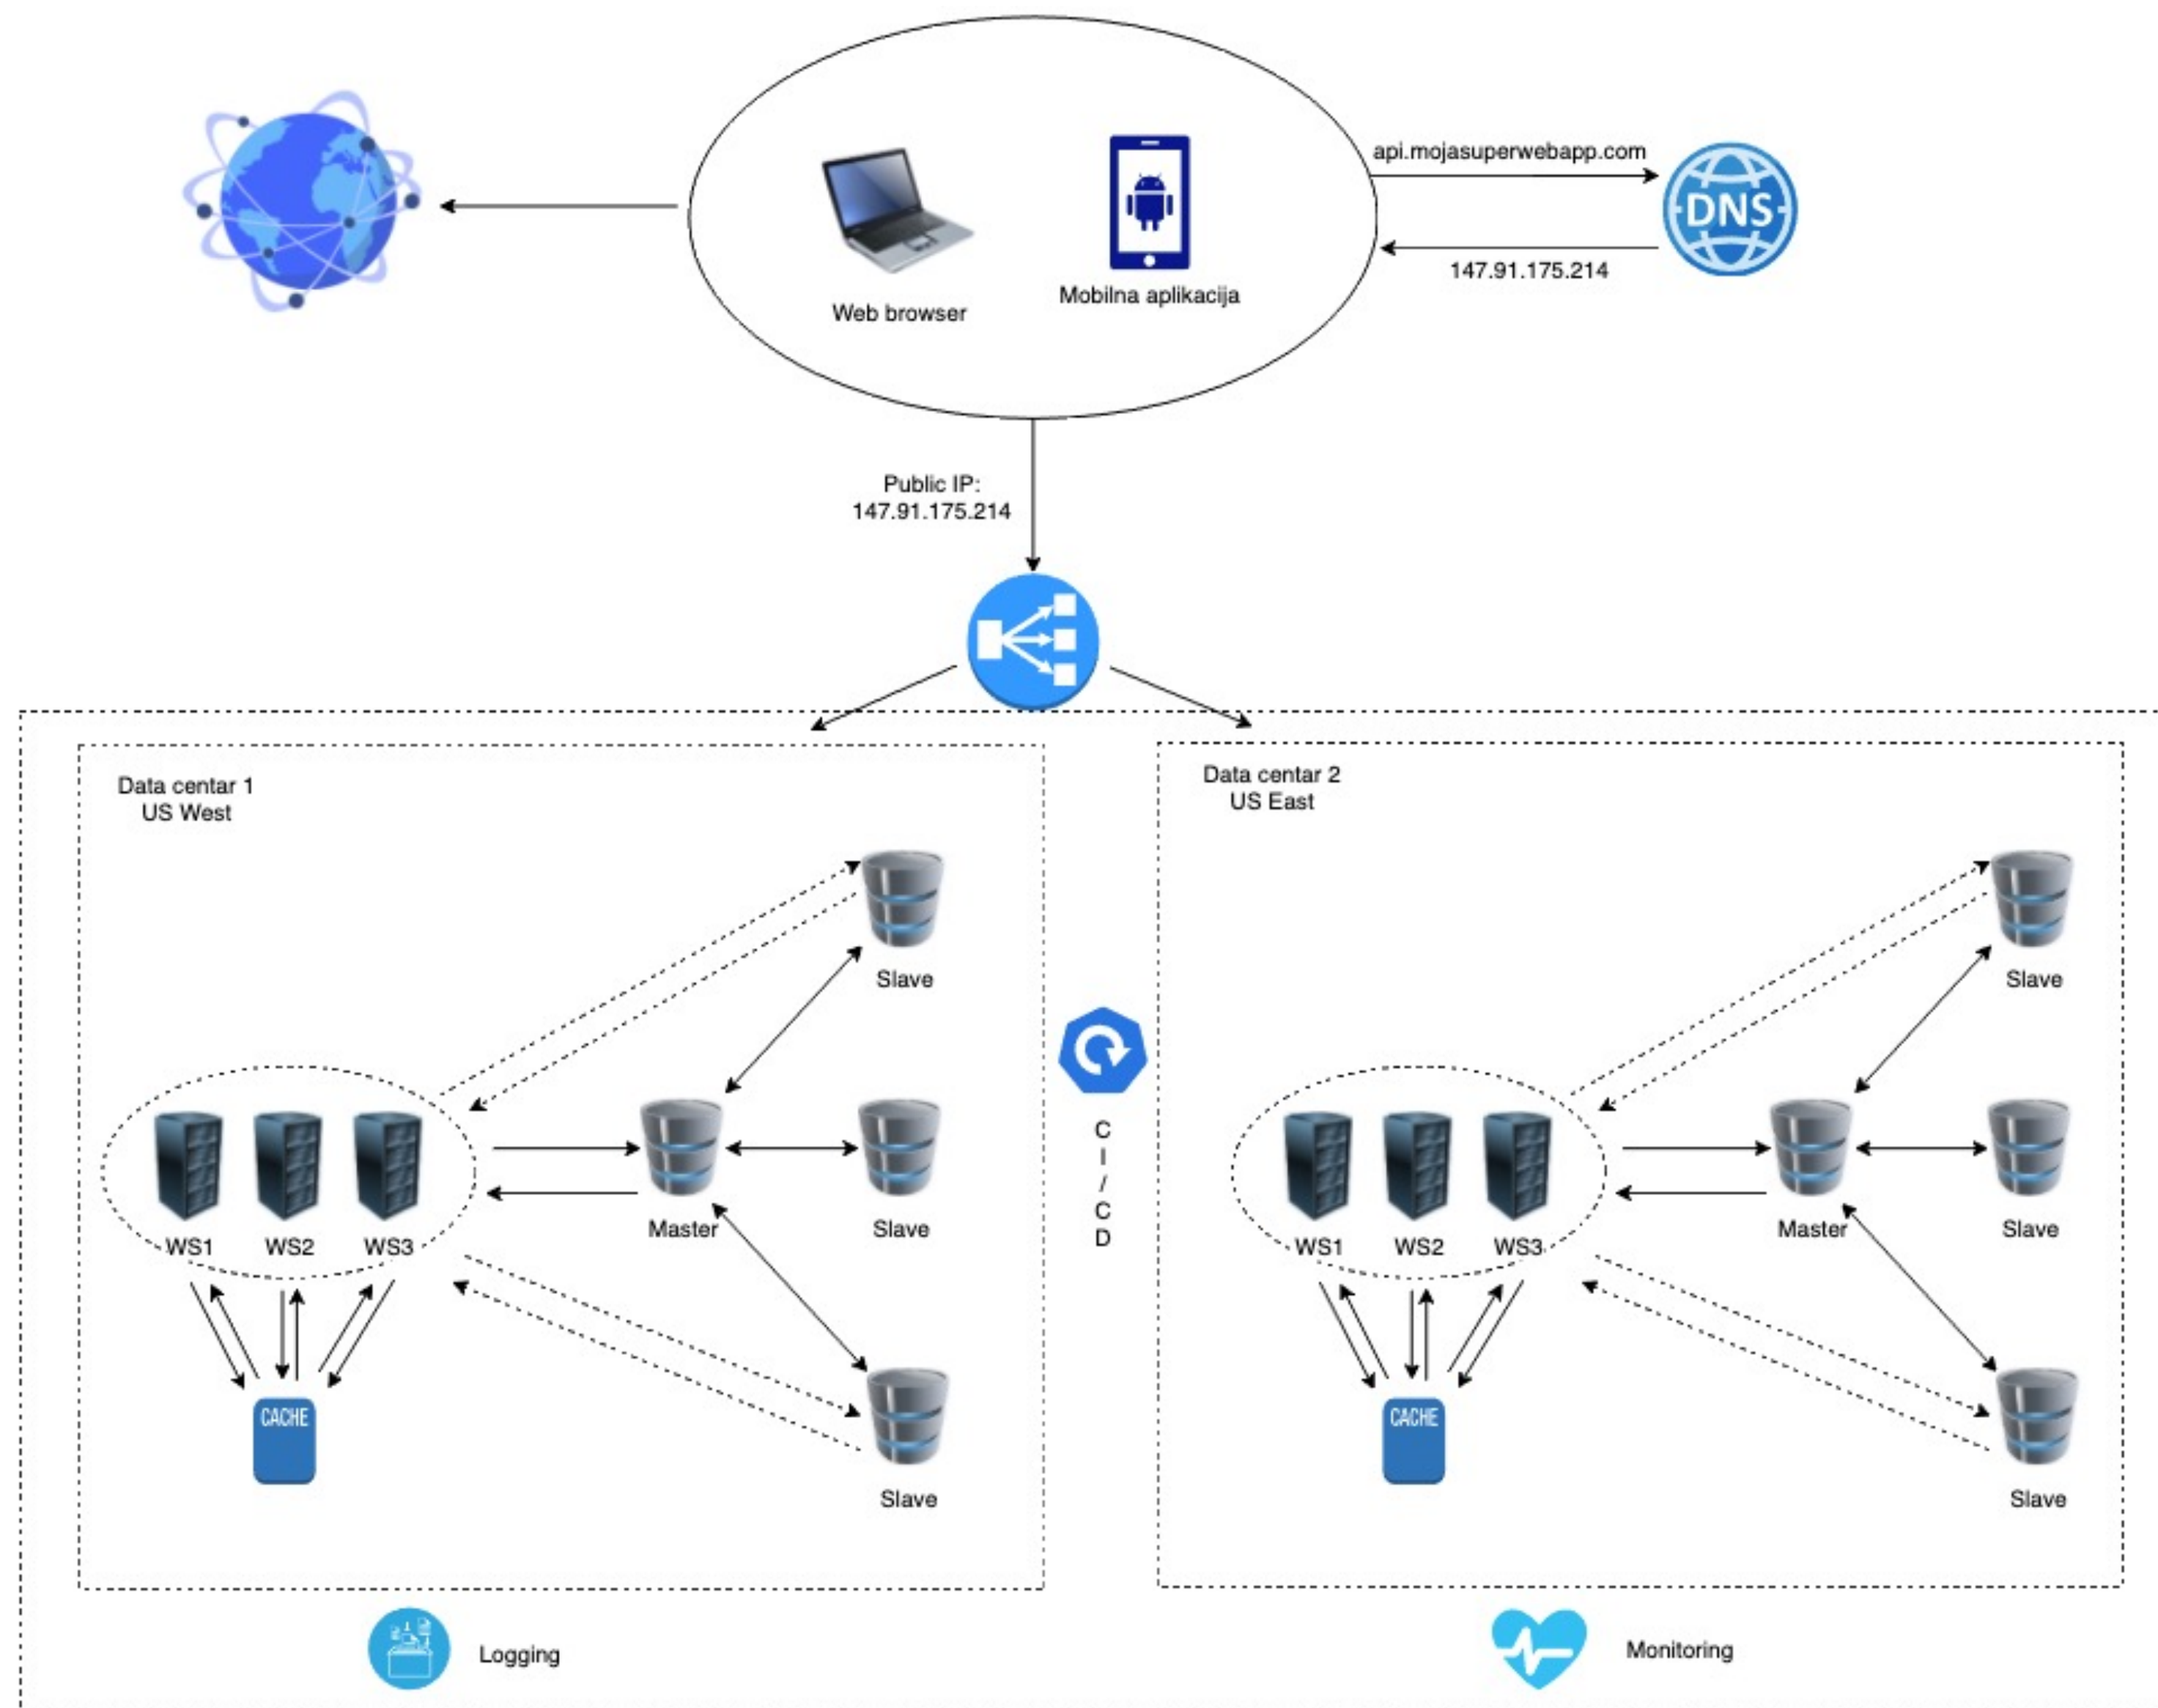 api.mojasuperwebapp.com
DNS
147.91.175.214
Web browser
Mobilna aplikacija
Public IP:
147.91.175.214
Data centar 1
US West
Slave
WS1
WS2
WS3
Master
Slave
CACHE
Slave
C
I
/
C
D
Data centar 2
US East
Slave
WS1
WS2
WS3
Master
Slave
CACHE
Slave
Logging
Monitoring